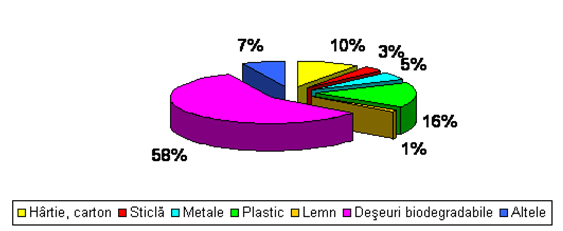 7% 10% 3%
5%
16%
1%
58%
Hârtie, carton Sticlă Metale Plastic Lemn Deşeuri biodegradabile Altele